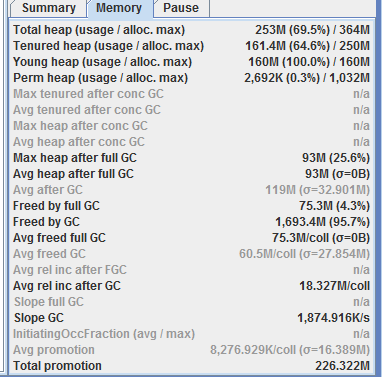 Summary Memory Pause
Total heap (usage / alloc. max) 253M (69.5%) / 364M
Tenured heap (usage / alloc. max) 161.4M (64.6%) / 250M
Young heap (usage / alloc. max) 160M (100.0%) / 160M
Perm heap (usage / alloc. max) 2,692K (0.3%) / 1,032M
Max tenured after conc GC n/a
Avg tenured after conc GC n/a
Max heap after conc GC n/a
Avg heap after conc GC n/a
Max heap after full GC 93M (25.6%)
Avg heap after full GC 93M (σ=0B)
Avg after GC 119M (σ=32.901M)
Freed by full GC 75.3M (4.3%)
Freed by GC 1,693.4M (95.7%)
Avg freed full GC 75.3M/coll (σ=0B)
Avg freed GC 60.5M/coll (σ=27.854M)
Avg rel inc after FGC n/a
Avg rel inc after GC 18.327M/coll
Slope full GC n/a
Slope GC 1,874.916K/s
InitiatingOccFraction (avg / max) n/a
Avg promotion 8,276.929K/coll (σ=16.389M)
Total promotion 226.322M